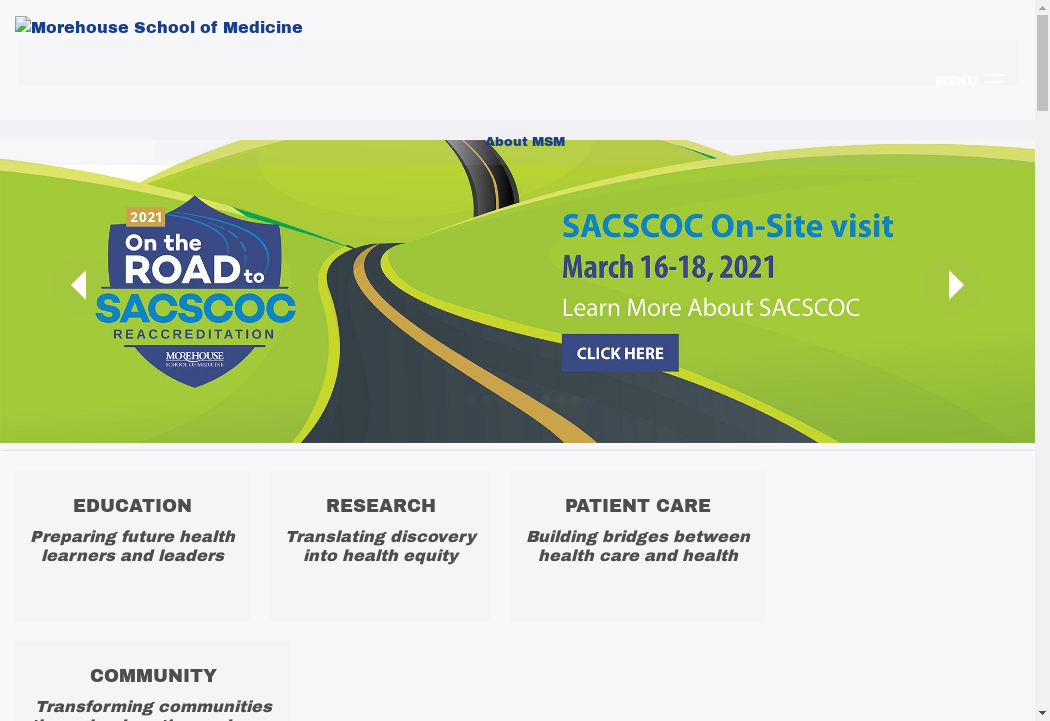 Morehouse School of Medicine
MENU
About MSM
2021
On the
ROAD to
SACSCOC
REACCREDITATION
MOREHOUSE
SCHOOL OF MEDICINE
SACSCOC On-Site visit
March 16-18, 2021
Learn More About SACSCOC
CLICK HERE
EDUCATION
Preparing future health
learners and leaders
RESEARCH
Translating discovery
into health equity
PATIENT CARE
Building bridges between
health care and health
COMMUNITY
Transforming communities